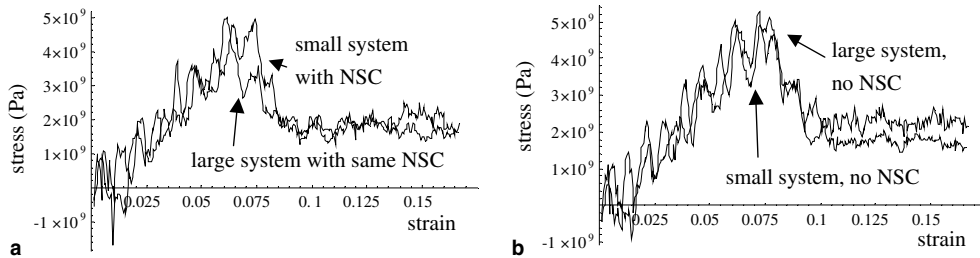 5×10⁹
4×10⁹
3×10⁹
2×10⁹
1×10⁹
-1 ×10⁹
stress (Pa)
small system
with NSC
large system with same NSC
0.025
0.05
0.075
0.1
0.125
0.15
strain
a
5×10⁹
4×10⁹
3×10⁹
2×10⁹
1×10⁹
-1 ×10⁹
stress (Pa)
large system,
no NSC
small system, no NSC
0.025
0.05
0.075
0.1
0.125
0.15
strain
b